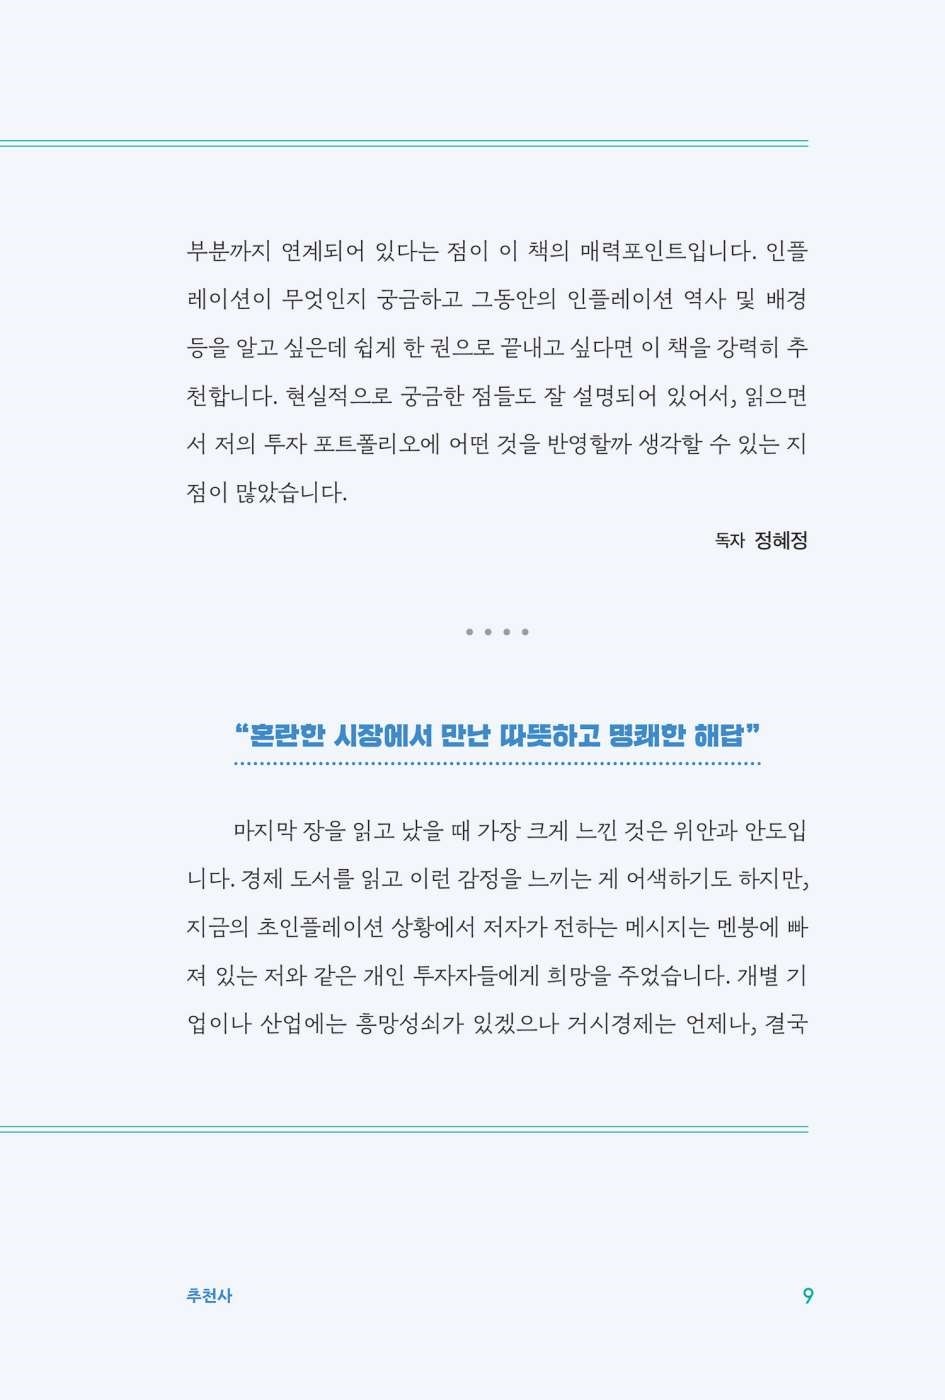 부분까지 연계되어 있다는 점이 이 책의 매력포인트입니다. 인플
레이션이 무엇인지 궁금하고 그동안의 인플레이션 역사 및 배경
등을 알고 싶은데 쉽게 한 권으로 끝내고 싶다면 이 책을 강력히 추
천합니다. 현실적으로 궁금한 점들도 잘 설명되어 있어서, 읽으면
서 저의 투자 포트폴리오에 어떤 것을 반영할까 생각할 수 있는 지
점이 많았습니다.
독자 정혜정
“혼란한 시장에서 만난 따뜻하고 명쾌한 해답”
마지막 장을 읽고 났을 때 가장 크게 느낀 것은 위안과 안도입
니다. 경제 도서를 읽고 이런 감정을 느끼는 게 어색하기도 하지만,
지금의 초인플레이션 상황에서 저자가 전하는 메시지는 멘붕에 빠
져 있는 저와 같은 개인 투자자들에게 희망을 주었습니다. 개별 기
업이나 산업에는 흥망성쇠가 있겠으나 거시경제는 언제나, 결국
추천사
9